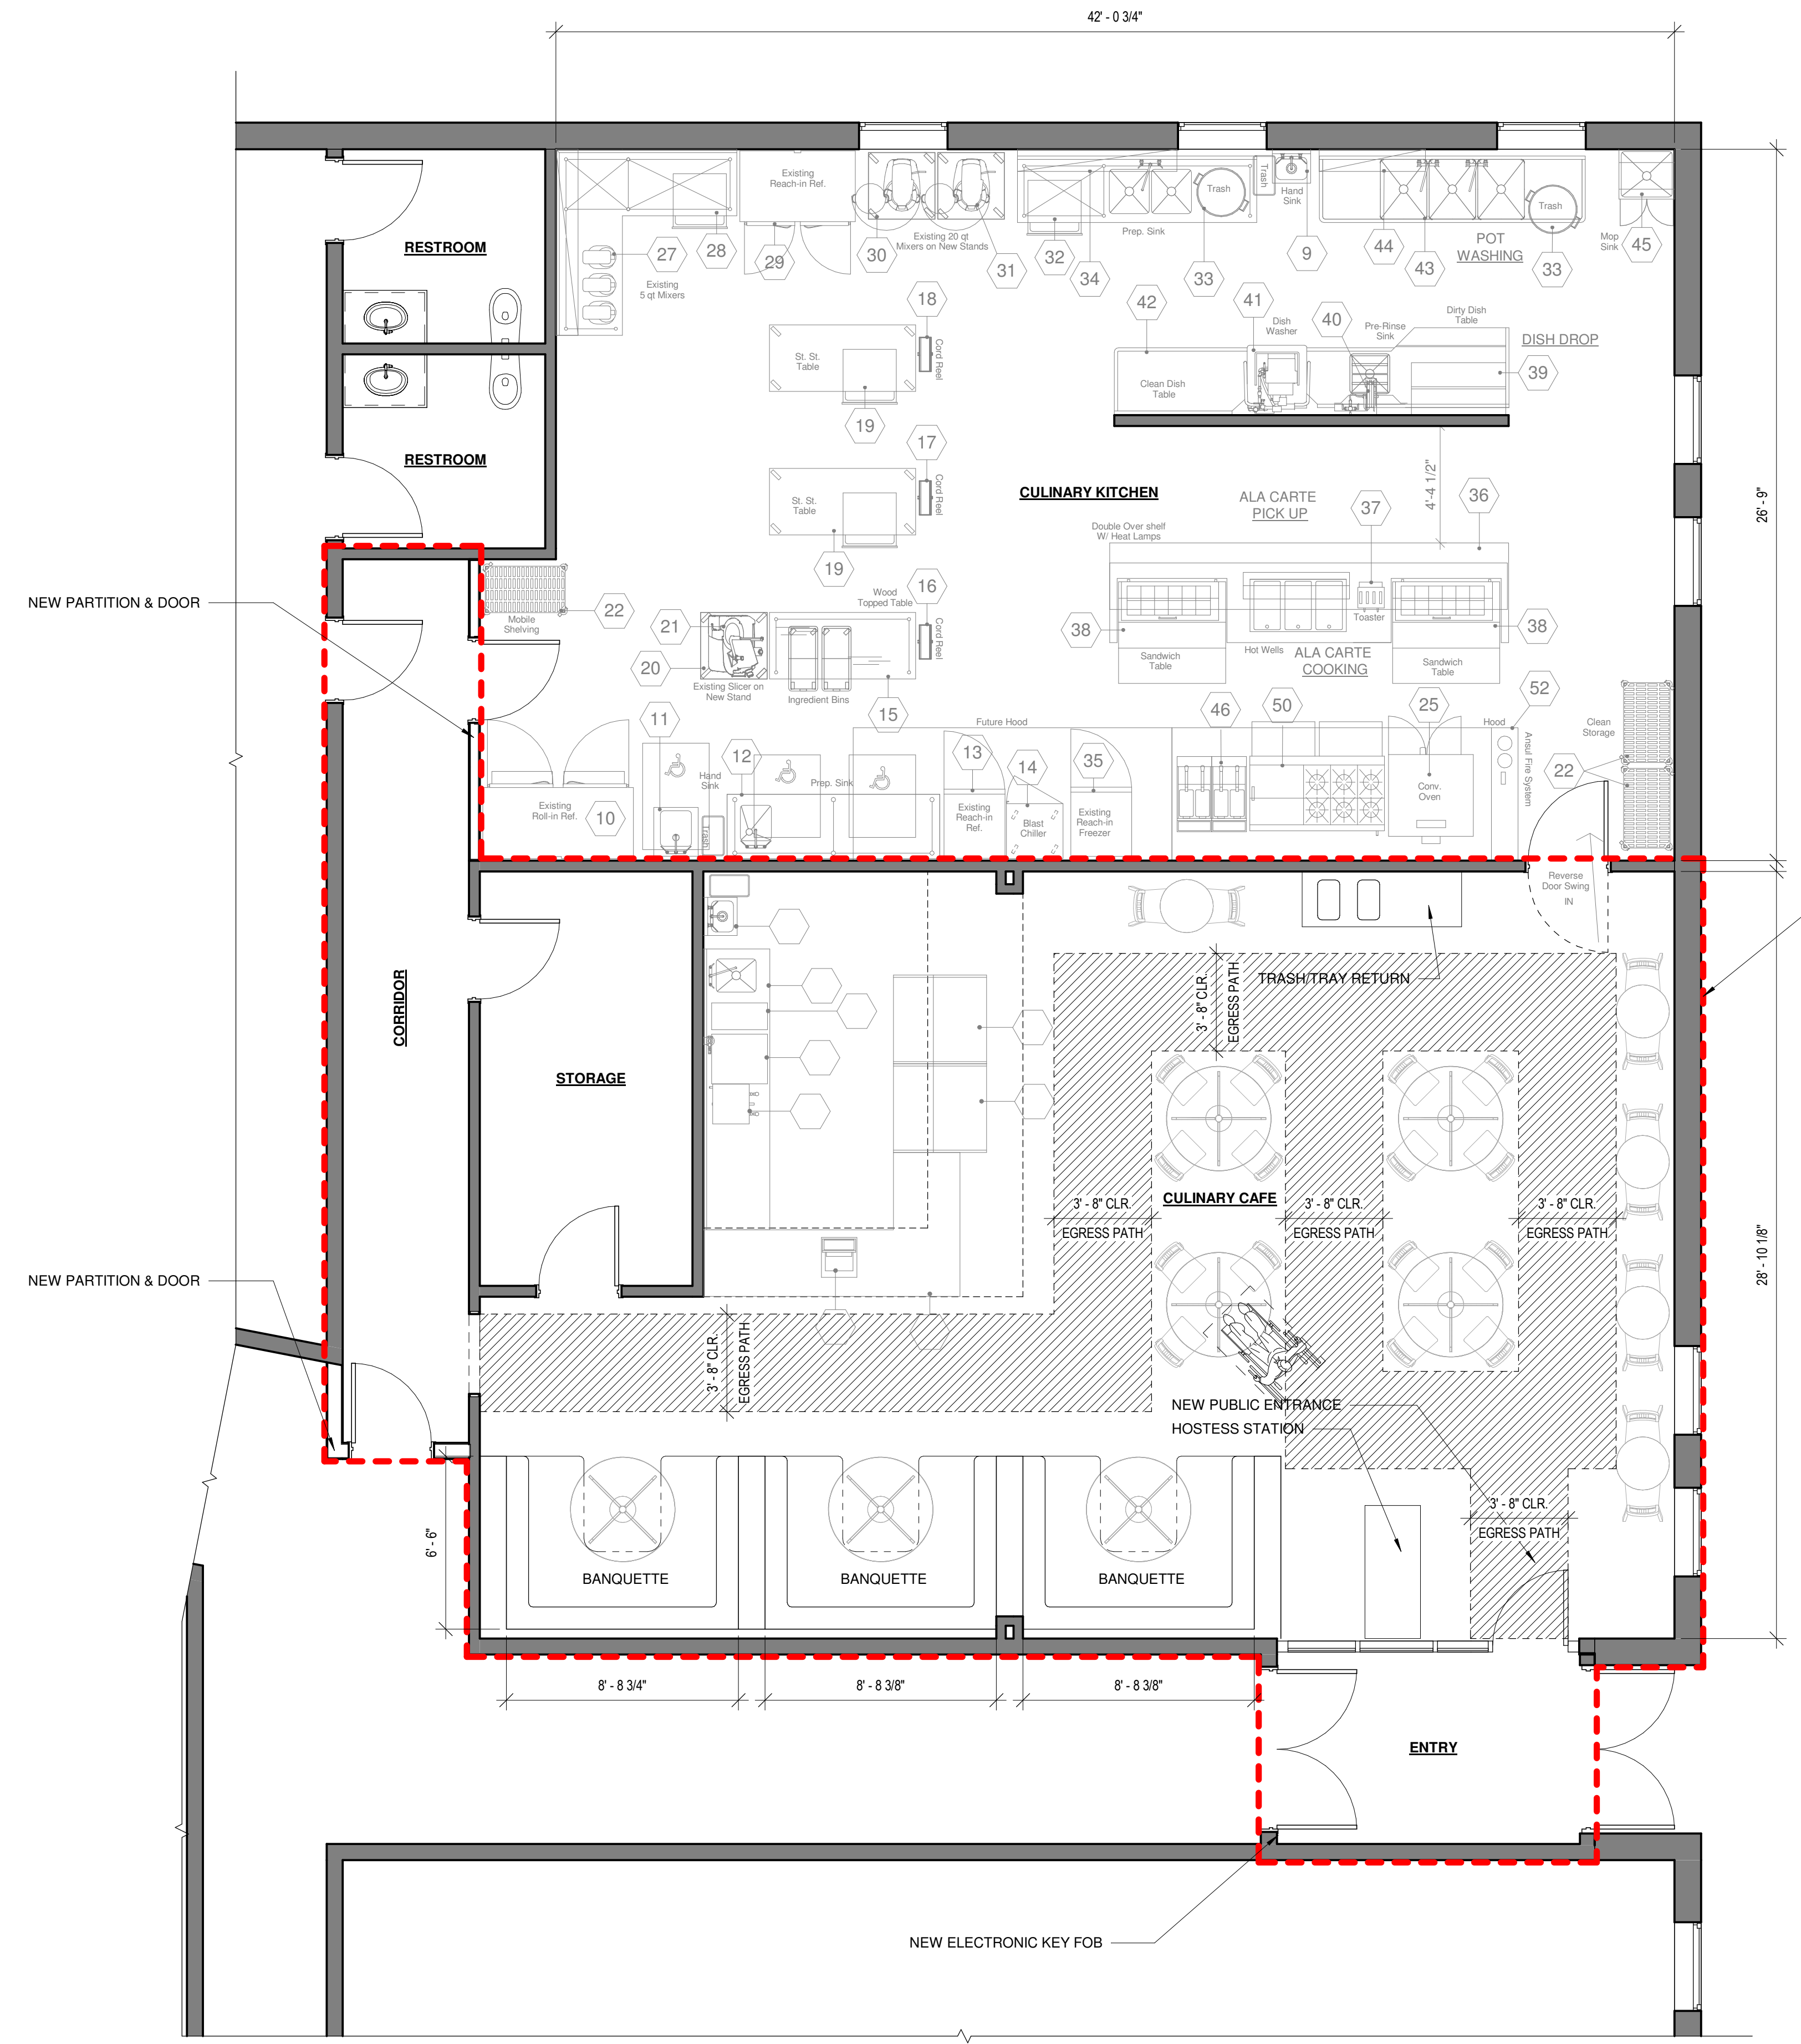 42' - 0 3/4"
RESTROOM
RESTROOM
27
Existing
5 qt Mixers
28
Existing
Reach-in Ref.
29
30
Existing 20 qt
Mixers on New Stands
31
32
34
Prep. Sink
Trash
33
Trash
Hand
Sink
9
44
43
POT
WASHING
Trash
33
Mop
Sink
45
18
Cord Reel
St. St.
Table
19
17
Cord Reel
St. St.
Table
19
16
Cord Reel
Wood
Topped Table
42
41
Dish
Washer
40
Pre-Rinse
Sink
Dirty Dish
Table
DISH DROP
39
Clean Dish
Table
4'-4 1/2"
26' - 9"
CULINARY KITCHEN
ALA CARTE
PICK UP
37
36
Double Over shelf
W/ Heat Lamps
Toaster
38
38
Sandwich
Table
Hot Wells
ALA CARTE
COOKING
Sandwich
Table
NEW PARTITION & DOOR
22
Mobile
Shelving
21
20
Existing Slicer on
New Stand
Ingredient Bins
15
11
12
Hand
Sink
Trash
Prep. Sink
Existing
Roll-in Ref.
10
Future Hood
13
14
35
Existing
Reach-in
Ref.
Blast
Chiller
Existing
Reach-in
Freezer
46
50
25
Conv.
Oven
Hood
52
Ansul Fire System
Clean
Storage
22
Reverse
Door Swing
IN
CORRIDOR
STORAGE
TRASH/TRAY RETURN
3' - 8" CLR.
EGRESS PATH
CULINARY CAFE
3' - 8" CLR.
EGRESS PATH
3' - 8" CLR.
EGRESS PATH
3' - 8" CLR.
EGRESS PATH
28' - 10 1/8"
NEW PARTITION & DOOR
3' - 8" CLR.
EGRESS PATH
NEW PUBLIC ENTRANCE
HOSTESS STATION
3' - 8" CLR.
EGRESS PATH
6' - 6"
BANQUETTE
BANQUETTE
BANQUETTE
8' - 8 3/4"
8' - 8 3/8"
8' - 8 3/8"
ENTRY
NEW ELECTRONIC KEY FOB